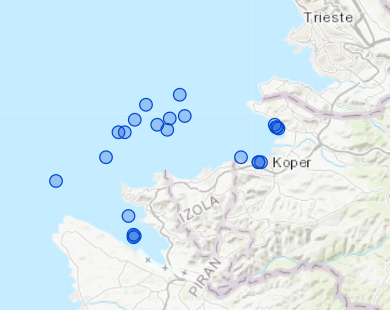 Trieste
Koper
IZOLA
PIRAN